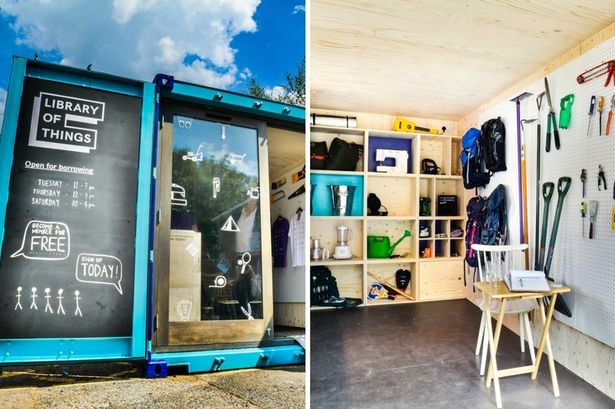 LIBRARY
OF
THINGS
Open for borrowing
TUESDAY
THURSDAY
SATURDAY
BECOME A
MEMBER FOR
FREE
SIGN UP
TODAY!